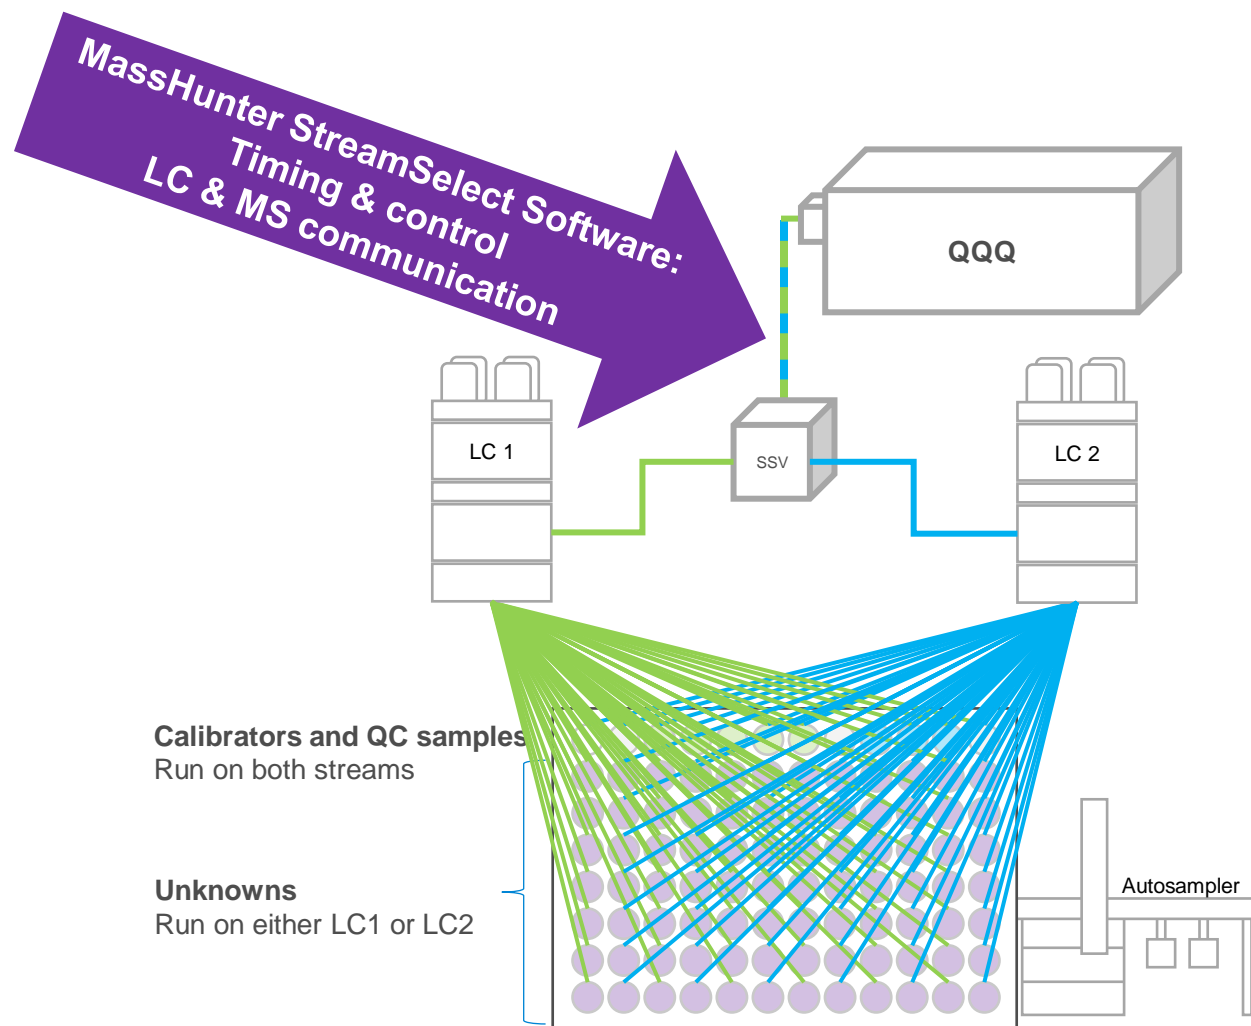 MassHunter StreamSelect Software:
Timing & control
LC & MS communication
QQQ
LC 1
SSV
LC 2
Calibrators and QC samples
Run on both streams
Unknowns
Run on either LC1 or LC2
Autosampler